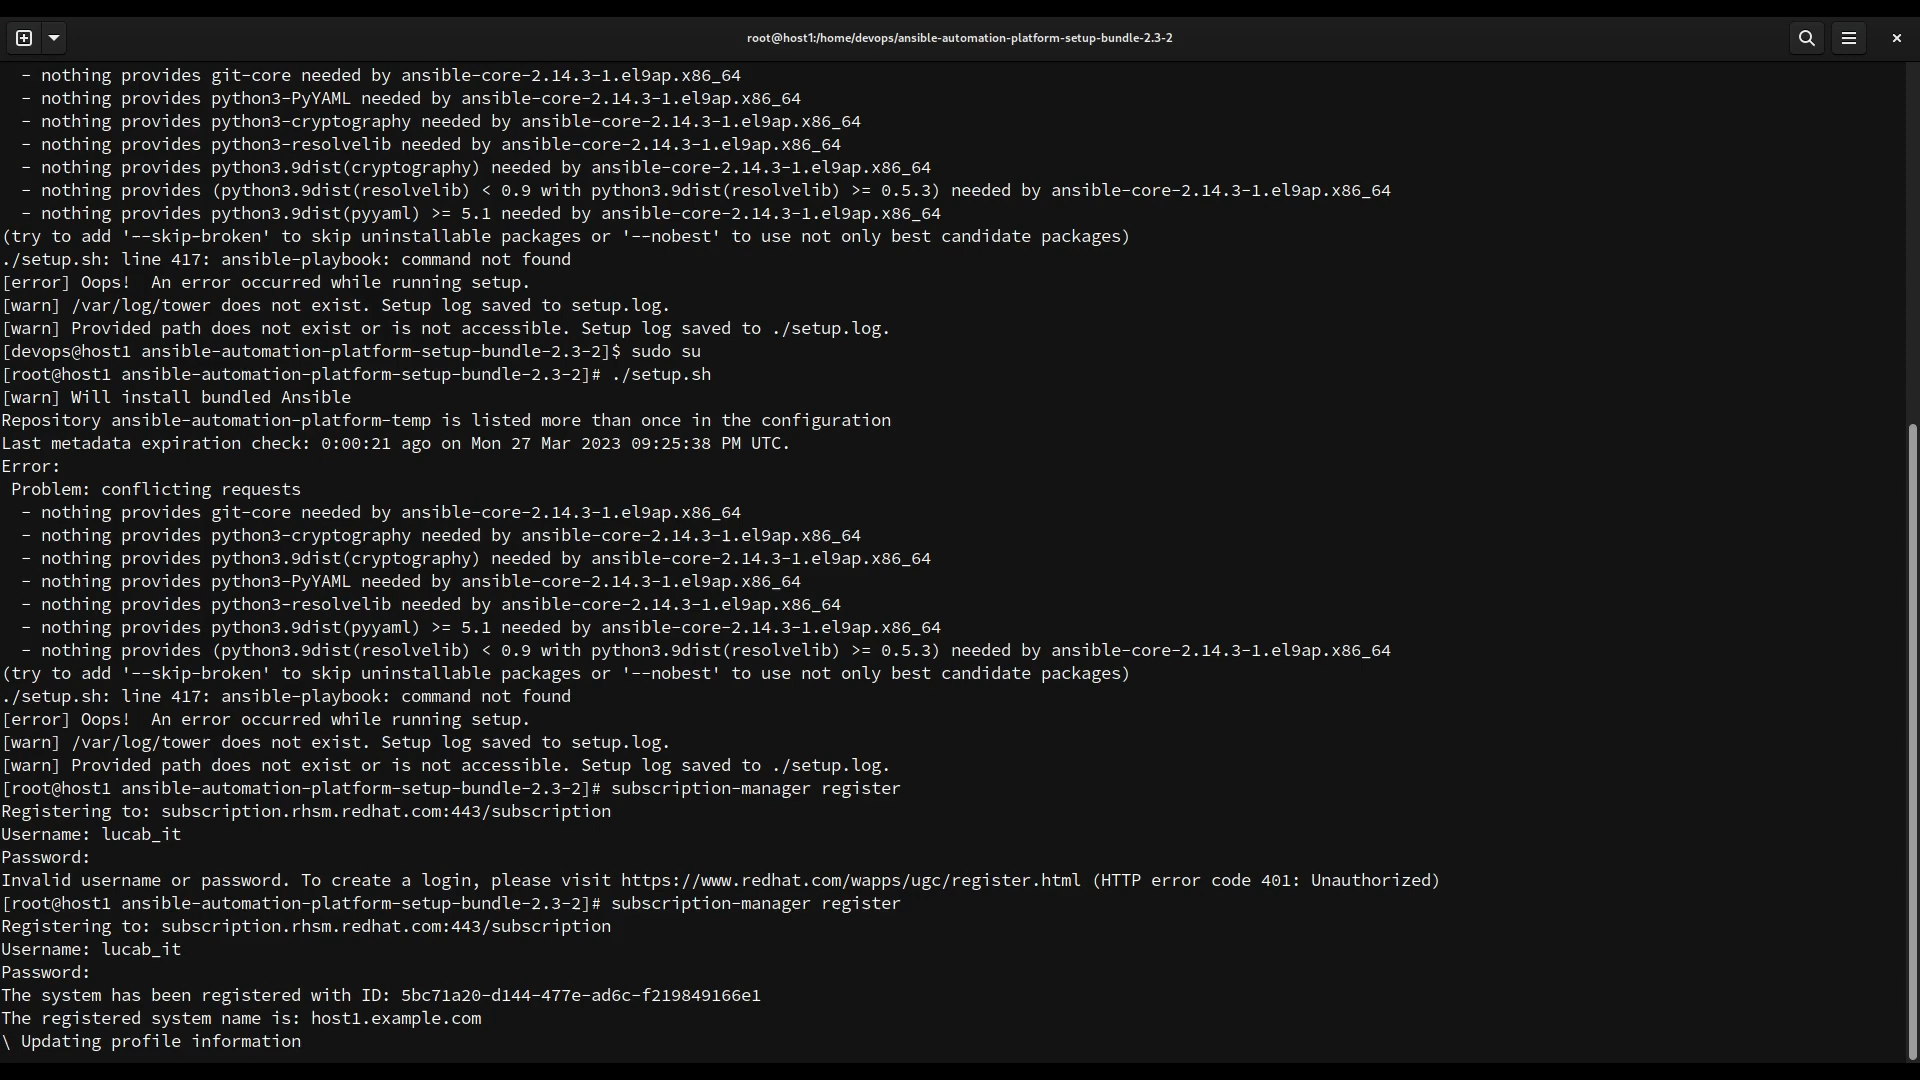 root@host1:/home/devops/ansible-automation-platform-setup-bundle-2.3-2
- nothing provides git-core needed by ansible-core-2.14.3-1.el9ap.x86_64
- nothing provides python3-PyYAML needed by ansible-core-2.14.3-1.el9ap.x86_64
- nothing provides python3-cryptography needed by ansible-core-2.14.3-1.el9ap.x86_64
- nothing provides python3-resolvelib needed by ansible-core-2.14.3-1.el9ap.x86_64
- nothing provides python3.9dist(cryptography) needed by ansible-core-2.14.3-1.el9ap.x86_64
- nothing provides (python3.9dist(resolvelib) < 0.9 with python3.9dist(resolvelib) >= 0.5.3) needed by ansible-core-2.14.3-1.el9ap.x86_64
- nothing provides python3.9dist(pyyaml) >= 5.1 needed by ansible-core-2.14.3-1.el9ap.x86_64
(try to add '--skip-broken' to skip uninstallable packages or '--nobest' to use not only best candidate packages)
./setup.sh: line 417: ansible-playbook: command not found
[error] Oops!  An error occurred while running setup.
[warn] /var/log/tower does not exist. Setup log saved to setup.log.
[warn] Provided path does not exist or is not accessible. Setup log saved to ./setup.log.
[devops@host1 ansible-automation-platform-setup-bundle-2.3-2]$ sudo su
[root@host1 ansible-automation-platform-setup-bundle-2.3-2]# ./setup.sh
[warn] Will install bundled Ansible
Repository ansible-automation-platform-temp is listed more than once in the configuration
Last metadata expiration check: 0:00:21 ago on Mon 27 Mar 2023 09:25:38 PM UTC.
Error:
Problem: conflicting requests
- nothing provides git-core needed by ansible-core-2.14.3-1.el9ap.x86_64
- nothing provides python3-cryptography needed by ansible-core-2.14.3-1.el9ap.x86_64
- nothing provides python3.9dist(cryptography) needed by ansible-core-2.14.3-1.el9ap.x86_64
- nothing provides python3-PyYAML needed by ansible-core-2.14.3-1.el9ap.x86_64
- nothing provides python3-resolvelib needed by ansible-core-2.14.3-1.el9ap.x86_64
- nothing provides python3.9dist(pyyaml) >= 5.1 needed by ansible-core-2.14.3-1.el9ap.x86_64
- nothing provides (python3.9dist(resolvelib) < 0.9 with python3.9dist(resolvelib) >= 0.5.3) needed by ansible-core-2.14.3-1.el9ap.x86_64
(try to add '--skip-broken' to skip uninstallable packages or '--nobest' to use not only best candidate packages)
./setup.sh: line 417: ansible-playbook: command not found
[error] Oops!  An error occurred while running setup.
[warn] /var/log/tower does not exist. Setup log saved to setup.log.
[warn] Provided path does not exist or is not accessible. Setup log saved to ./setup.log.
[root@host1 ansible-automation-platform-setup-bundle-2.3-2]# subscription-manager register
Registering to: subscription.rhsm.redhat.com:443/subscription
Username: lucab_it
Password:
Invalid username or password. To create a login, please visit https://www.redhat.com/wapps/ugc/register.html (HTTP error code 401: Unauthorized)
[root@host1 ansible-automation-platform-setup-bundle-2.3-2]# subscription-manager register
Registering to: subscription.rhsm.redhat.com:443/subscription
Username: lucab_it
Password:
The system has been registered with ID: 5bc71a20-d144-477e-ad6c-f219849166e1
The registered system name is: host1.example.com
\ Updating profile information